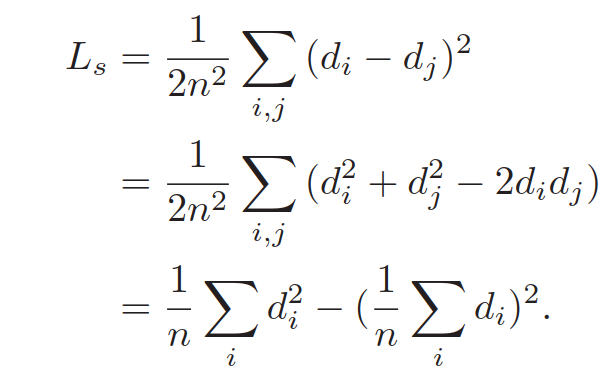 L_s = \frac{1}{2n^2} \sum_{i,j} (d_i - d_j)^2
= \frac{1}{2n^2} \sum_{i,j} (d_i^2 + d_j^2 - 2d_i d_j)
= \frac{1}{n} \sum_i d_i^2 - (\frac{1}{n} \sum_i d_i)^2.